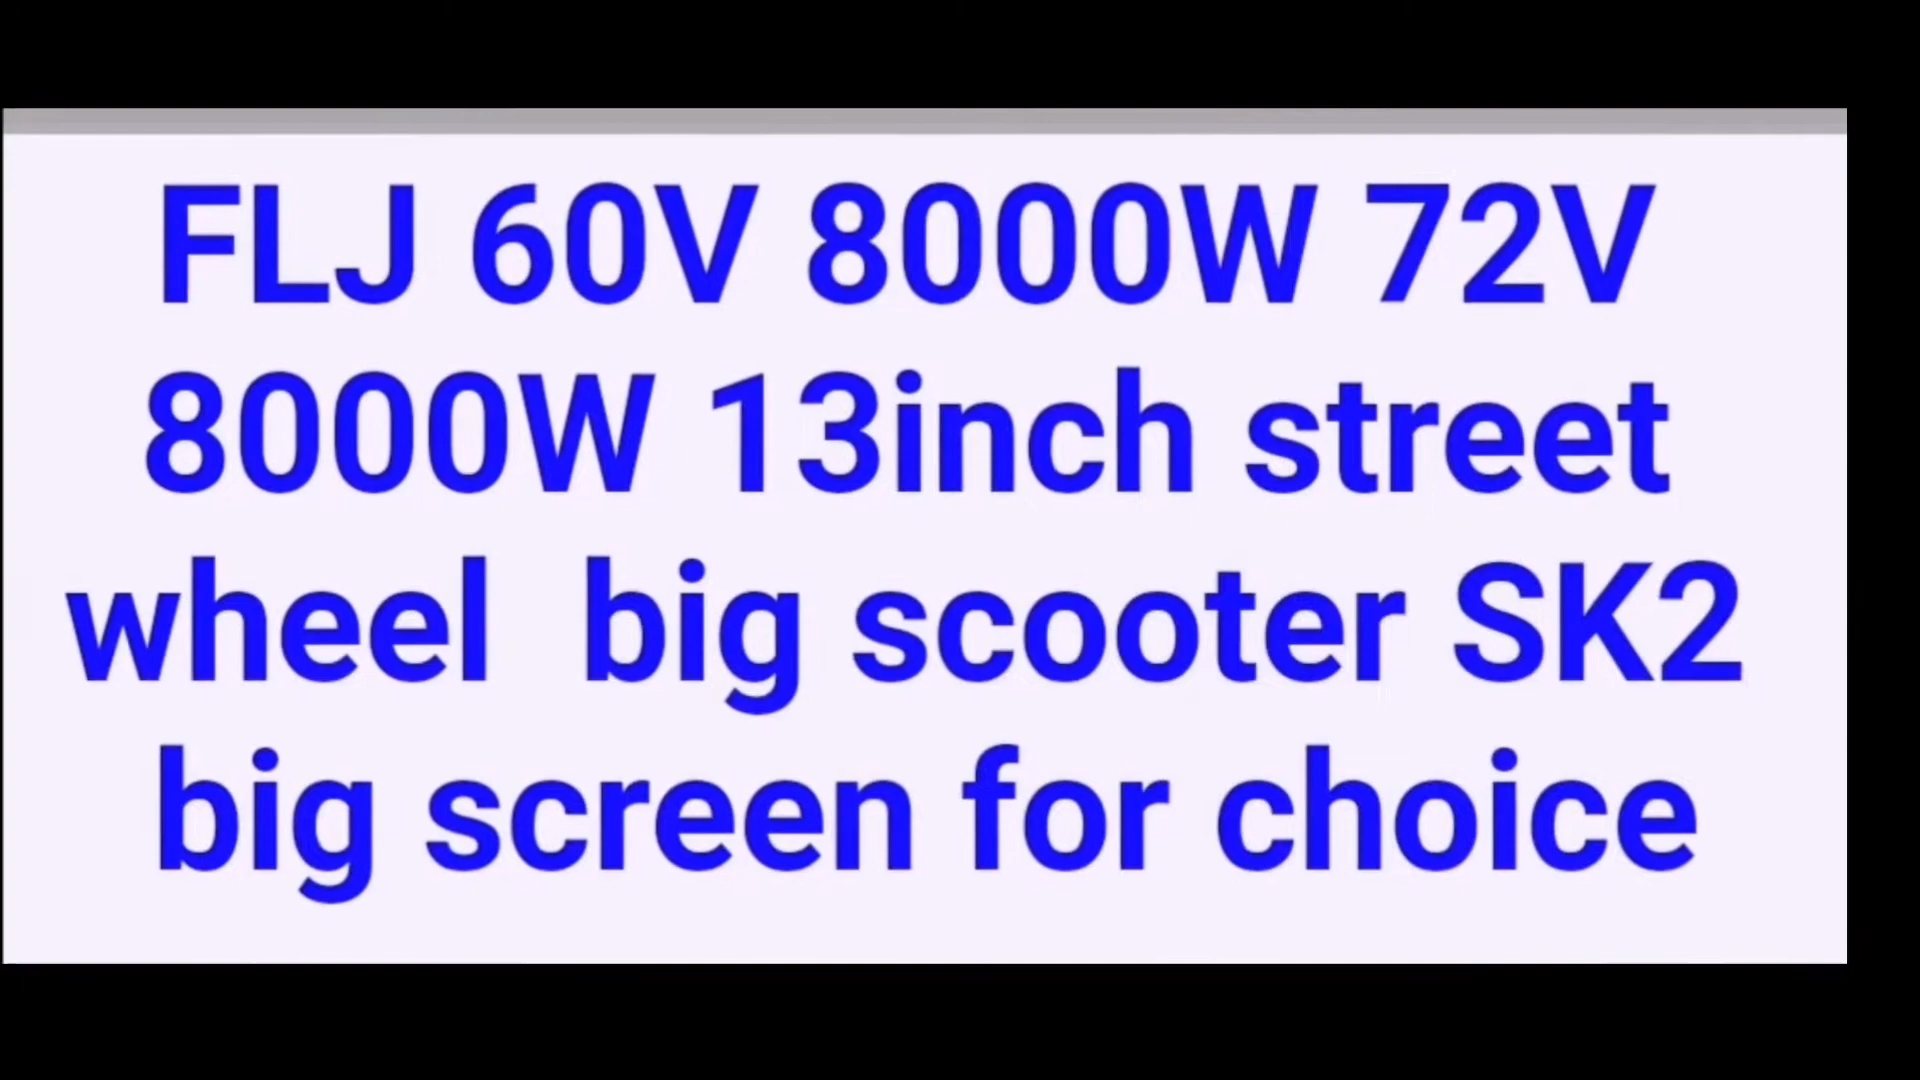 FLJ 60V 8000W 72V
8000W 13inch street
wheel  big scooter SK2
big screen for choice